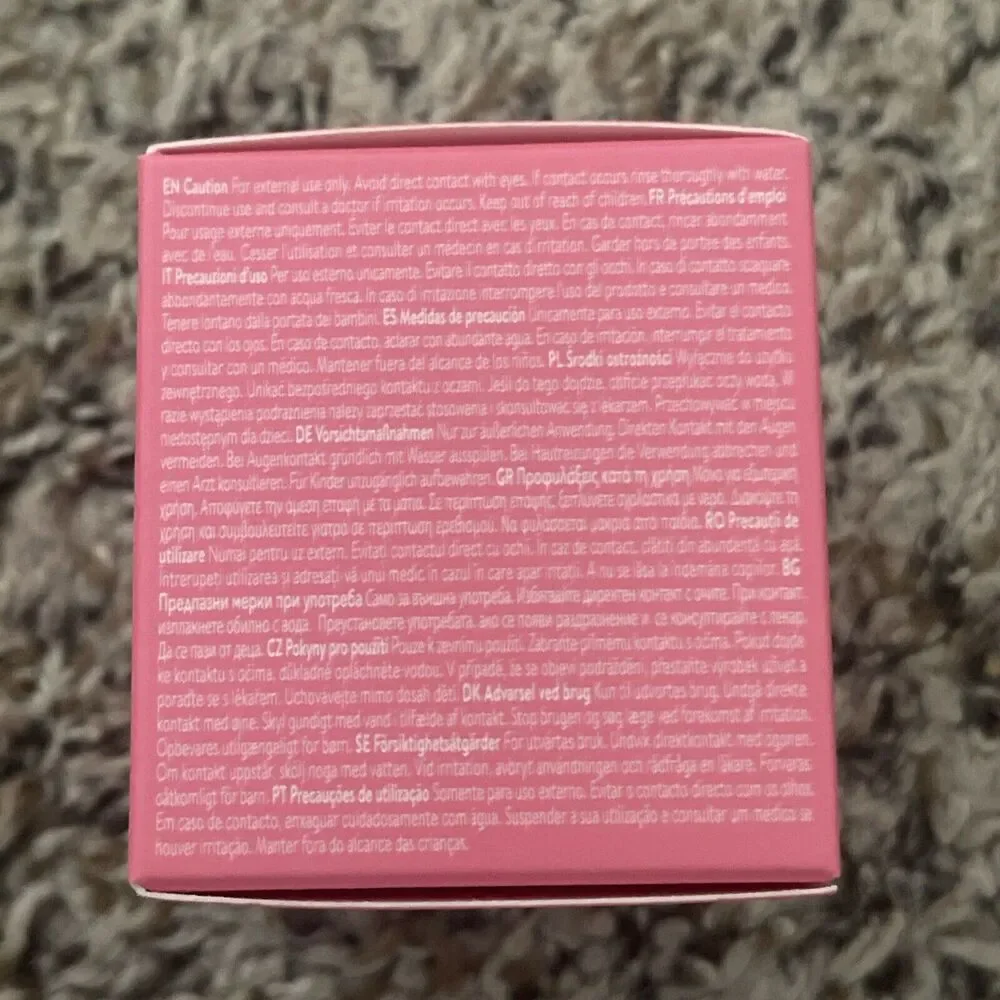 EN Caution For external use only. Avoid direct contact with eyes. If contact occurs rinse thoroughly with water.
Discontinue use and consult a doctor if irritation occurs. Keep out of reach of children. FR Précautions d'emploi
Pour usage externe uniquement. Éviter le contact direct avec les yeux. En cas de contact, rincer abondamment
avec de l'eau. Cesser l'utilisation et consulter un médecin en cas d'irritation. Garder hors de portée des enfants.
IT Precauzioni d'uso Per uso esterno unicamente. Evitare il contatto diretto con gli occhi. In caso di contatto sciaquare
abbondantemente con acqua fresca. In caso di irritazione interrompere l'uso del prodotto e consultare un medico.
Tenere lontano dalla portata dei bambini. ES Medidas de precaución Únicamente para uso externo. Evitar el contacto
directo con los ojos. En caso de contacto, aclarar con abundante agua. En caso de irritación, interrumpir el tratamiento
y consultar con un médico. Mantener fuera del alcance de los niños. PL Środki ostrożności Wyłącznie do użytku
zewnętrznego. Unikać bezpośredniego kontaktu z oczami. Jeśli do tego dojdzie, obficie przepłukać oczy wodą. W
razie wystąpienia podrażnienia należy zaprzestać stosowania i skonsultować się z lekarzem. Przechowywać w miejscu
niedostępnym dla dzieci. DE Vorsichtsmaßnahmen Nur zur äußerlichen Anwendung. Direkten Kontakt mit den Augen
vermeiden. Bei Augenkontakt gründlich mit Wasser ausspülen. Bei Hautreizungen die Verwendung abbrechen und
einen Arzt konsultieren. Für Kinder unzugänglich aufbewahren. GR Προφυλάξεις κατά τη χρήση Μόνο για εξωτερική
χρήση. Αποφύγετε την άμεση επαφή με τα μάτια. Σε περίπτωση επαφής, ξεπλύνετε σχολαστικά με νερό. Διακόψτε τη
χρήση και συμβουλευτείτε γιατρό σε περίπτωση ερεθισμού. Να φυλάσσεται μακριά από παιδιά. RO Precauții de
utilizare Numai pentru uz extern. Evitați contactul direct cu ochii. În caz de contact, clătiți din abundență cu apă.
Întrerupeți utilizarea și adresați-vă unui medic în cazul în care apar iritații. A nu se lăsa la îndemâna copiilor. BG
Предпазни мерки при употреба Само за външна употреба. Избягвайте директен контакт с очите. При контакт,
изплакнете обилно с вода. Преустановете употребата, ако се появи раздразнение и се консултирайте с лекар.
Да се пази от деца. CZ Pokyny pro použití Pouze k zevnímu použití. Zabraňte přímému kontaktu s očima. Pokud dojde
ke kontaktu s očima, důkladně opláchněte vodou. V případě, že se objeví podráždění, přestaňte výrobek užívat a
poraďte se s lékařem. Uchovávejte mimo dosah dětí. DK Advarsel ved brug Kun til udvortes brug. Undgå direkte
kontakt med øjne. Skyl gundigt med vand i tilfælde af kontakt. Stop brugen og søg læge ved forekomst af irritation.
Opbevares utilgængeligt for børn. SE Försiktighetsåtgärder För utvärtes bruk. Undvik direktkontakt med ögonen.
Om kontakt uppstår, skölj noga med vatten. Vid irritation, avbryt användningen och rådfråga en läkare. Förvaras
oåtkomligt för barn. PT Precauções de utilização Somente para uso externo. Evitar o contacto directo com os olhos.
Em caso de contacto, enxaguar cuidadosamente com água. Suspender a sua utilização e consultar um médico se
houver irritação. Manter fora do alcance das crianças.